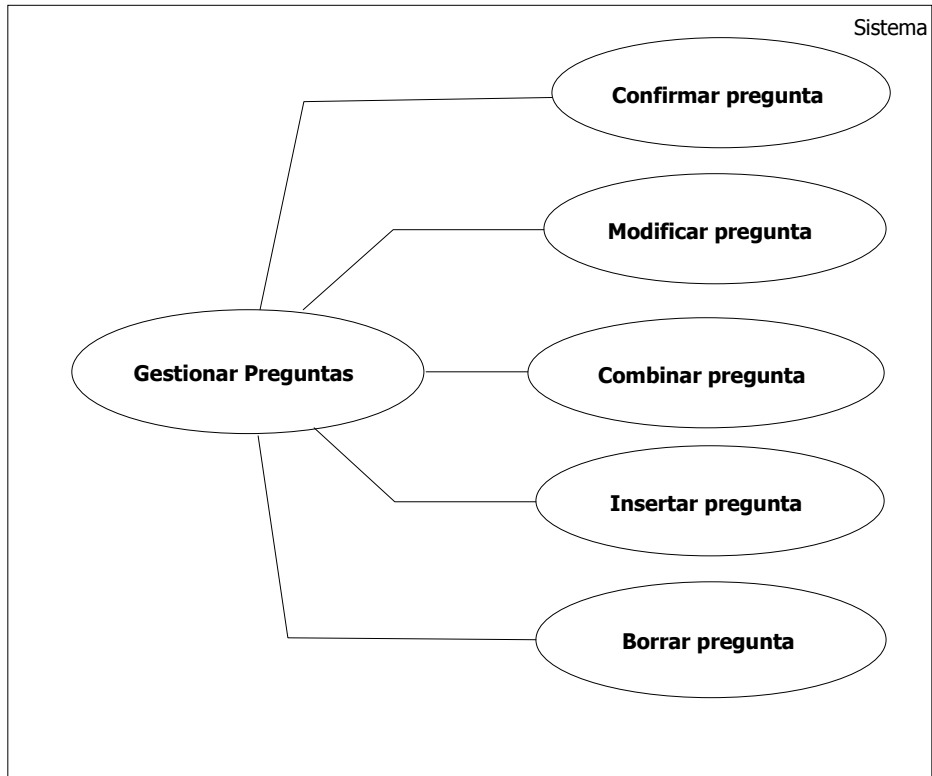 Sistema
Confirmar pregunta
Modificar pregunta
Gestionar Preguntas
Combinar pregunta
Insertar pregunta
Borrar pregunta